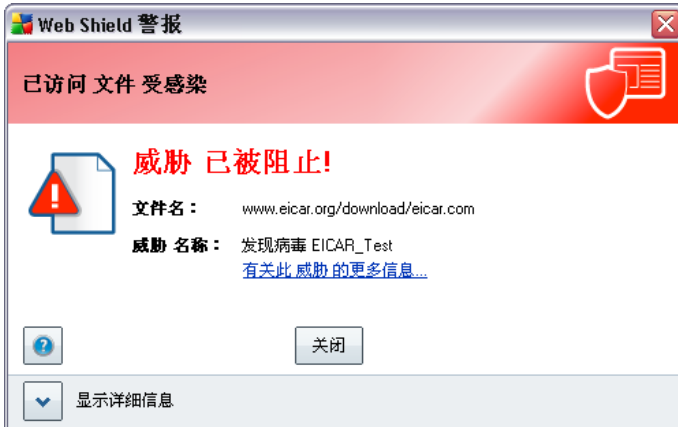 Web Shield 警报
已访问 文件 受感染
威胁 已被阻止!
文件名： www.eicar.org/download/eicar.com
威胁 名称： 发现病毒 EICAR_Test
有关此 威胁 的更多信息...
关闭
显示详细信息